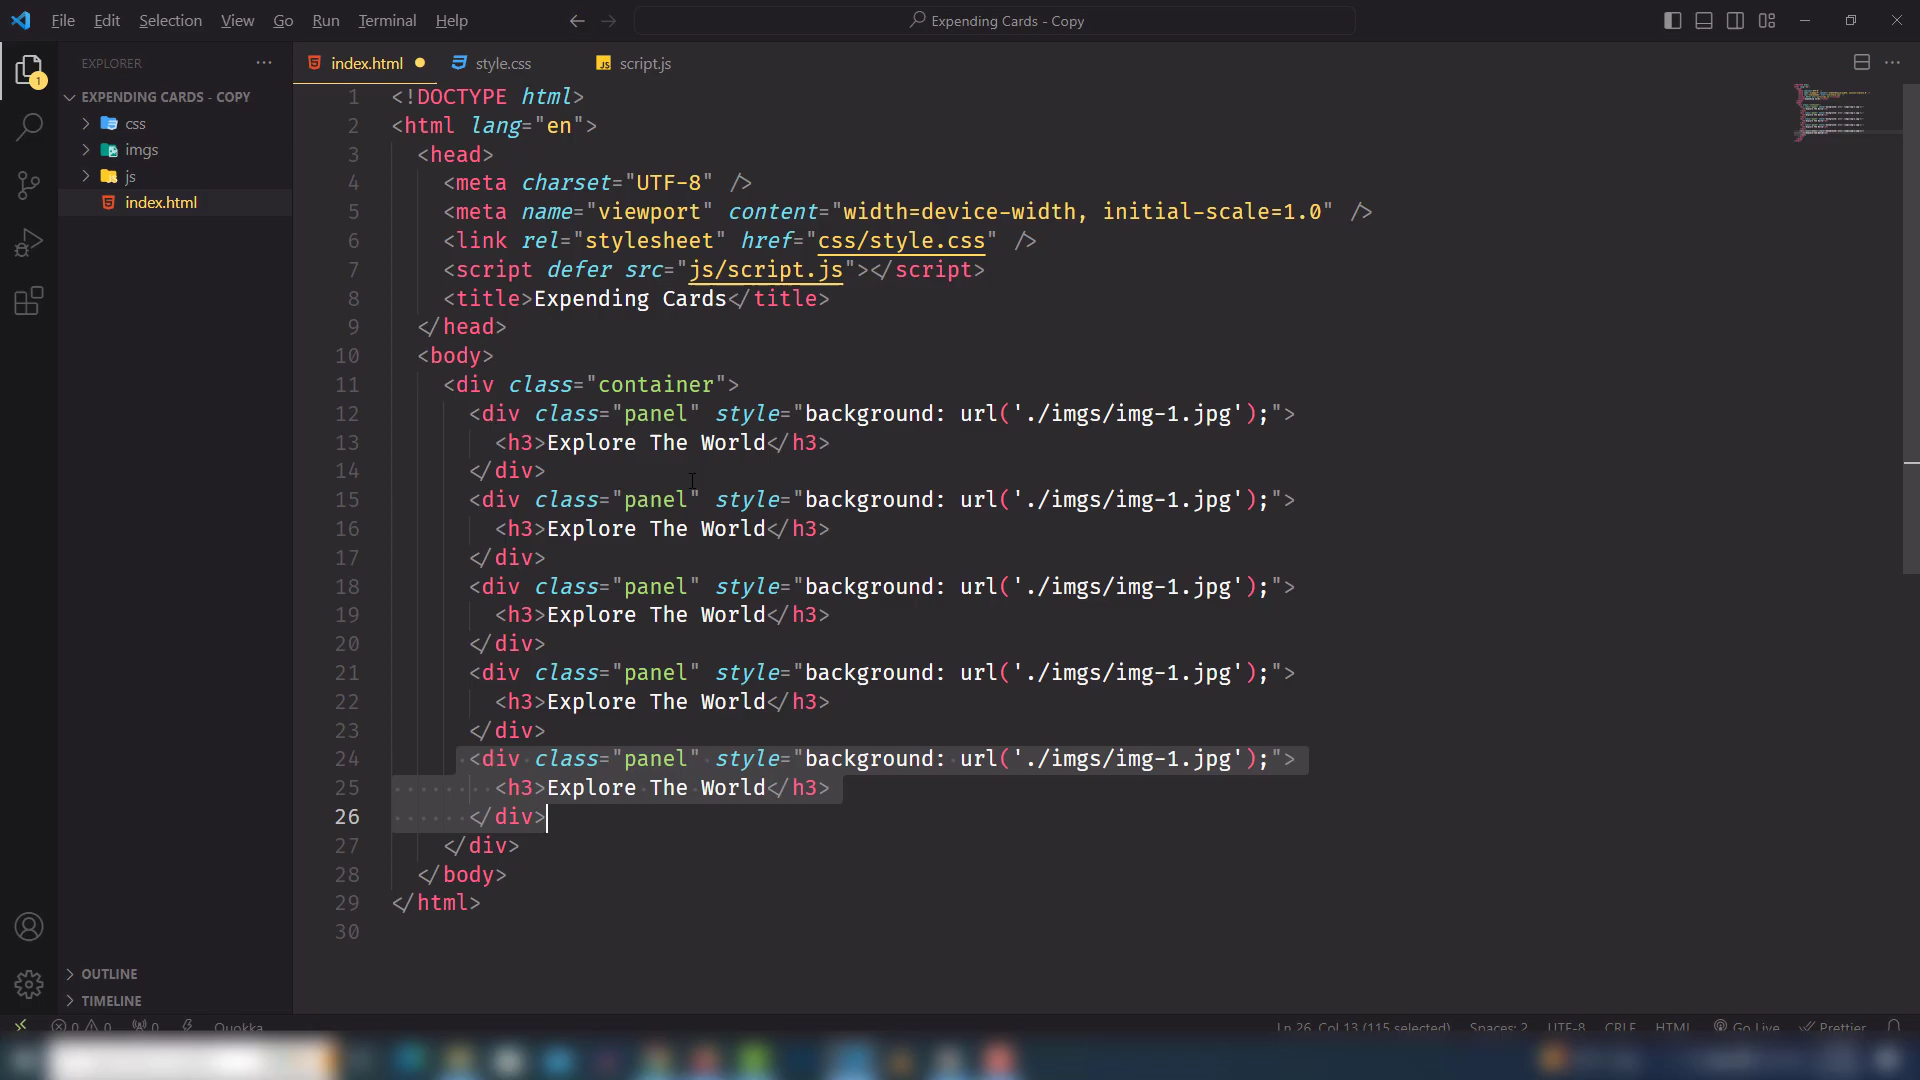 File Edit Selection View Go Run Terminal Help Expending Cards - Copy
EXPLORER
1
EXPENDING CARDS - COPY
css
imgs
js
index.html
OUTLINE
TIMELINE
index.html style.css JS script.js
1 <!DOCTYPE html>
2 <html lang="en">
3 <head>
4 <meta charset="UTF-8" />
5 <meta name="viewport" content="width=device-width, initial-scale=1.0" />
6 <link rel="stylesheet" href="css/style.css" />
7 <script defer src="js/script.js"></script>
8 <title>Expending Cards</title>
9 </head>
10 <body>
11 <div class="container">
12 <div class="panel" style="background: url('./imgs/img-1.jpg');">
13 <h3>Explore The World</h3>
14 </div>
15 <div class="panel" style="background: url('./imgs/img-1.jpg');">
16 <h3>Explore The World</h3>
17 </div>
18 <div class="panel" style="background: url('./imgs/img-1.jpg');">
19 <h3>Explore The World</h3>
20 </div>
21 <div class="panel" style="background: url('./imgs/img-1.jpg');">
22 <h3>Explore The World</h3>
23 </div>
24 <div class="panel" style="background: url('./imgs/img-1.jpg');">
25 <h3>Explore The World</h3>
26 </div>
27 </div>
28 </body>
29 </html>
30
0 0 0 Quokka Ln 26, Col 13 (115 selected) Spaces: 2 UTF-8 CRLF HTML Go Live Prettier